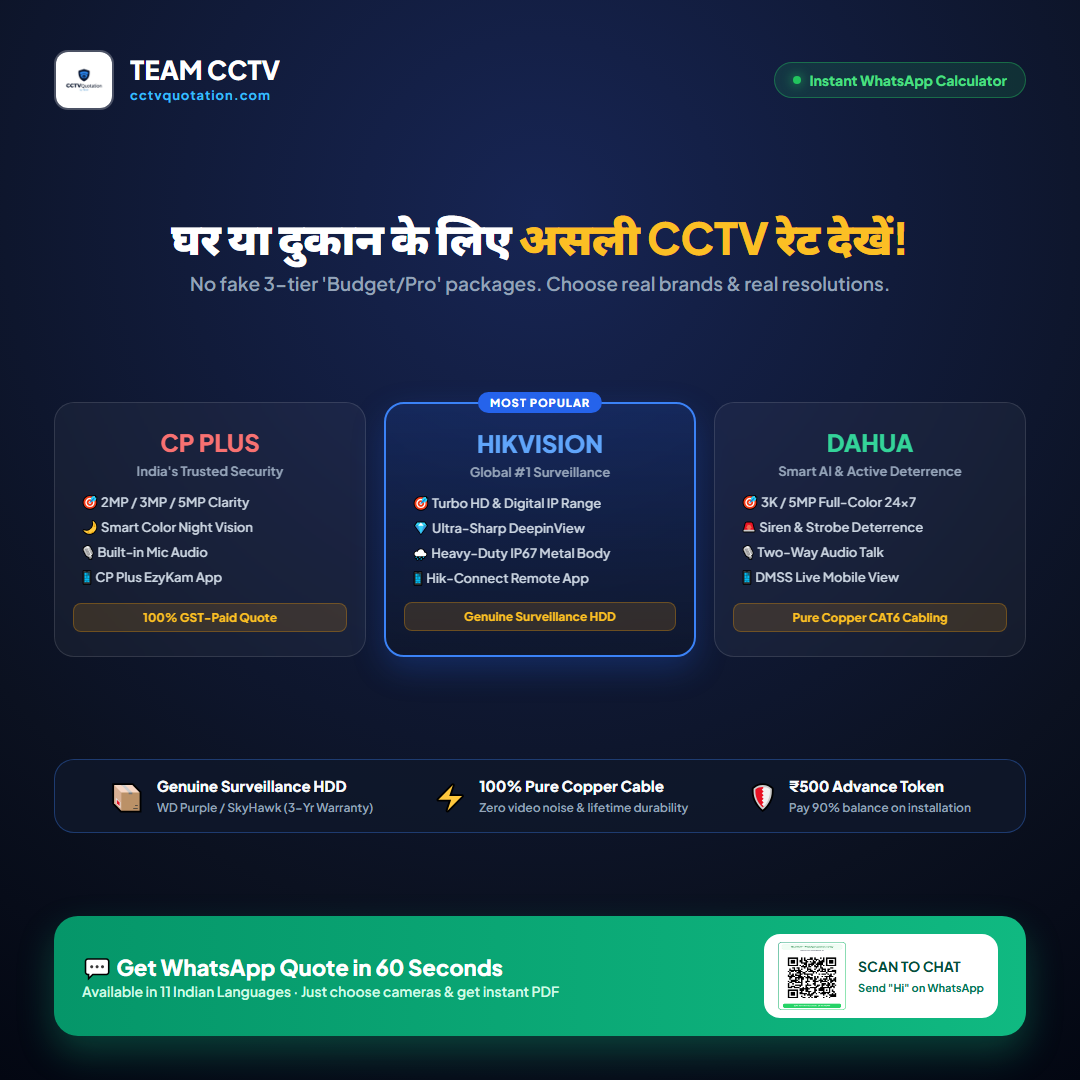 CCTVQuotation
TEAM CCTV
cctvquotation.com
Instant WhatsApp Calculator
घर या दुकान के लिए असली CCTV रेट देखें!
No fake 3-tier 'Budget/Pro' packages. Choose real brands & real resolutions.
CP PLUS
India's Trusted Security
🎯 2MP / 3MP / 5MP Clarity
🌙 Smart Color Night Vision
🎙️ Built-in Mic Audio
📱 CP Plus EzyKam App
100% GST-Paid Quote
MOST POPULAR
HIKVISION
Global #1 Surveillance
🎯 Turbo HD & Digital IP Range
💎 Ultra-Sharp DeepinView
🌧️ Heavy-Duty IP67 Metal Body
📱 Hik-Connect Remote App
Genuine Surveillance HDD
DAHUA
Smart AI & Active Deterrence
🎯 3K / 5MP Full-Color 24×7
🚨 Siren & Strobe Deterrence
🎙️ Two-Way Audio Talk
📱 DMSS Live Mobile View
Pure Copper CAT6 Cabling
Genuine Surveillance HDD
WD Purple / SkyHawk (3-Yr Warranty)
100% Pure Copper Cable
Zero video noise & lifetime durability
₹500 Advance Token
Pay 90% balance on installation
💬 Get WhatsApp Quote in 60 Seconds
Available in 11 Indian Languages · Just choose cameras & get instant PDF
SCAN TO CHAT
Send "Hi" on WhatsApp